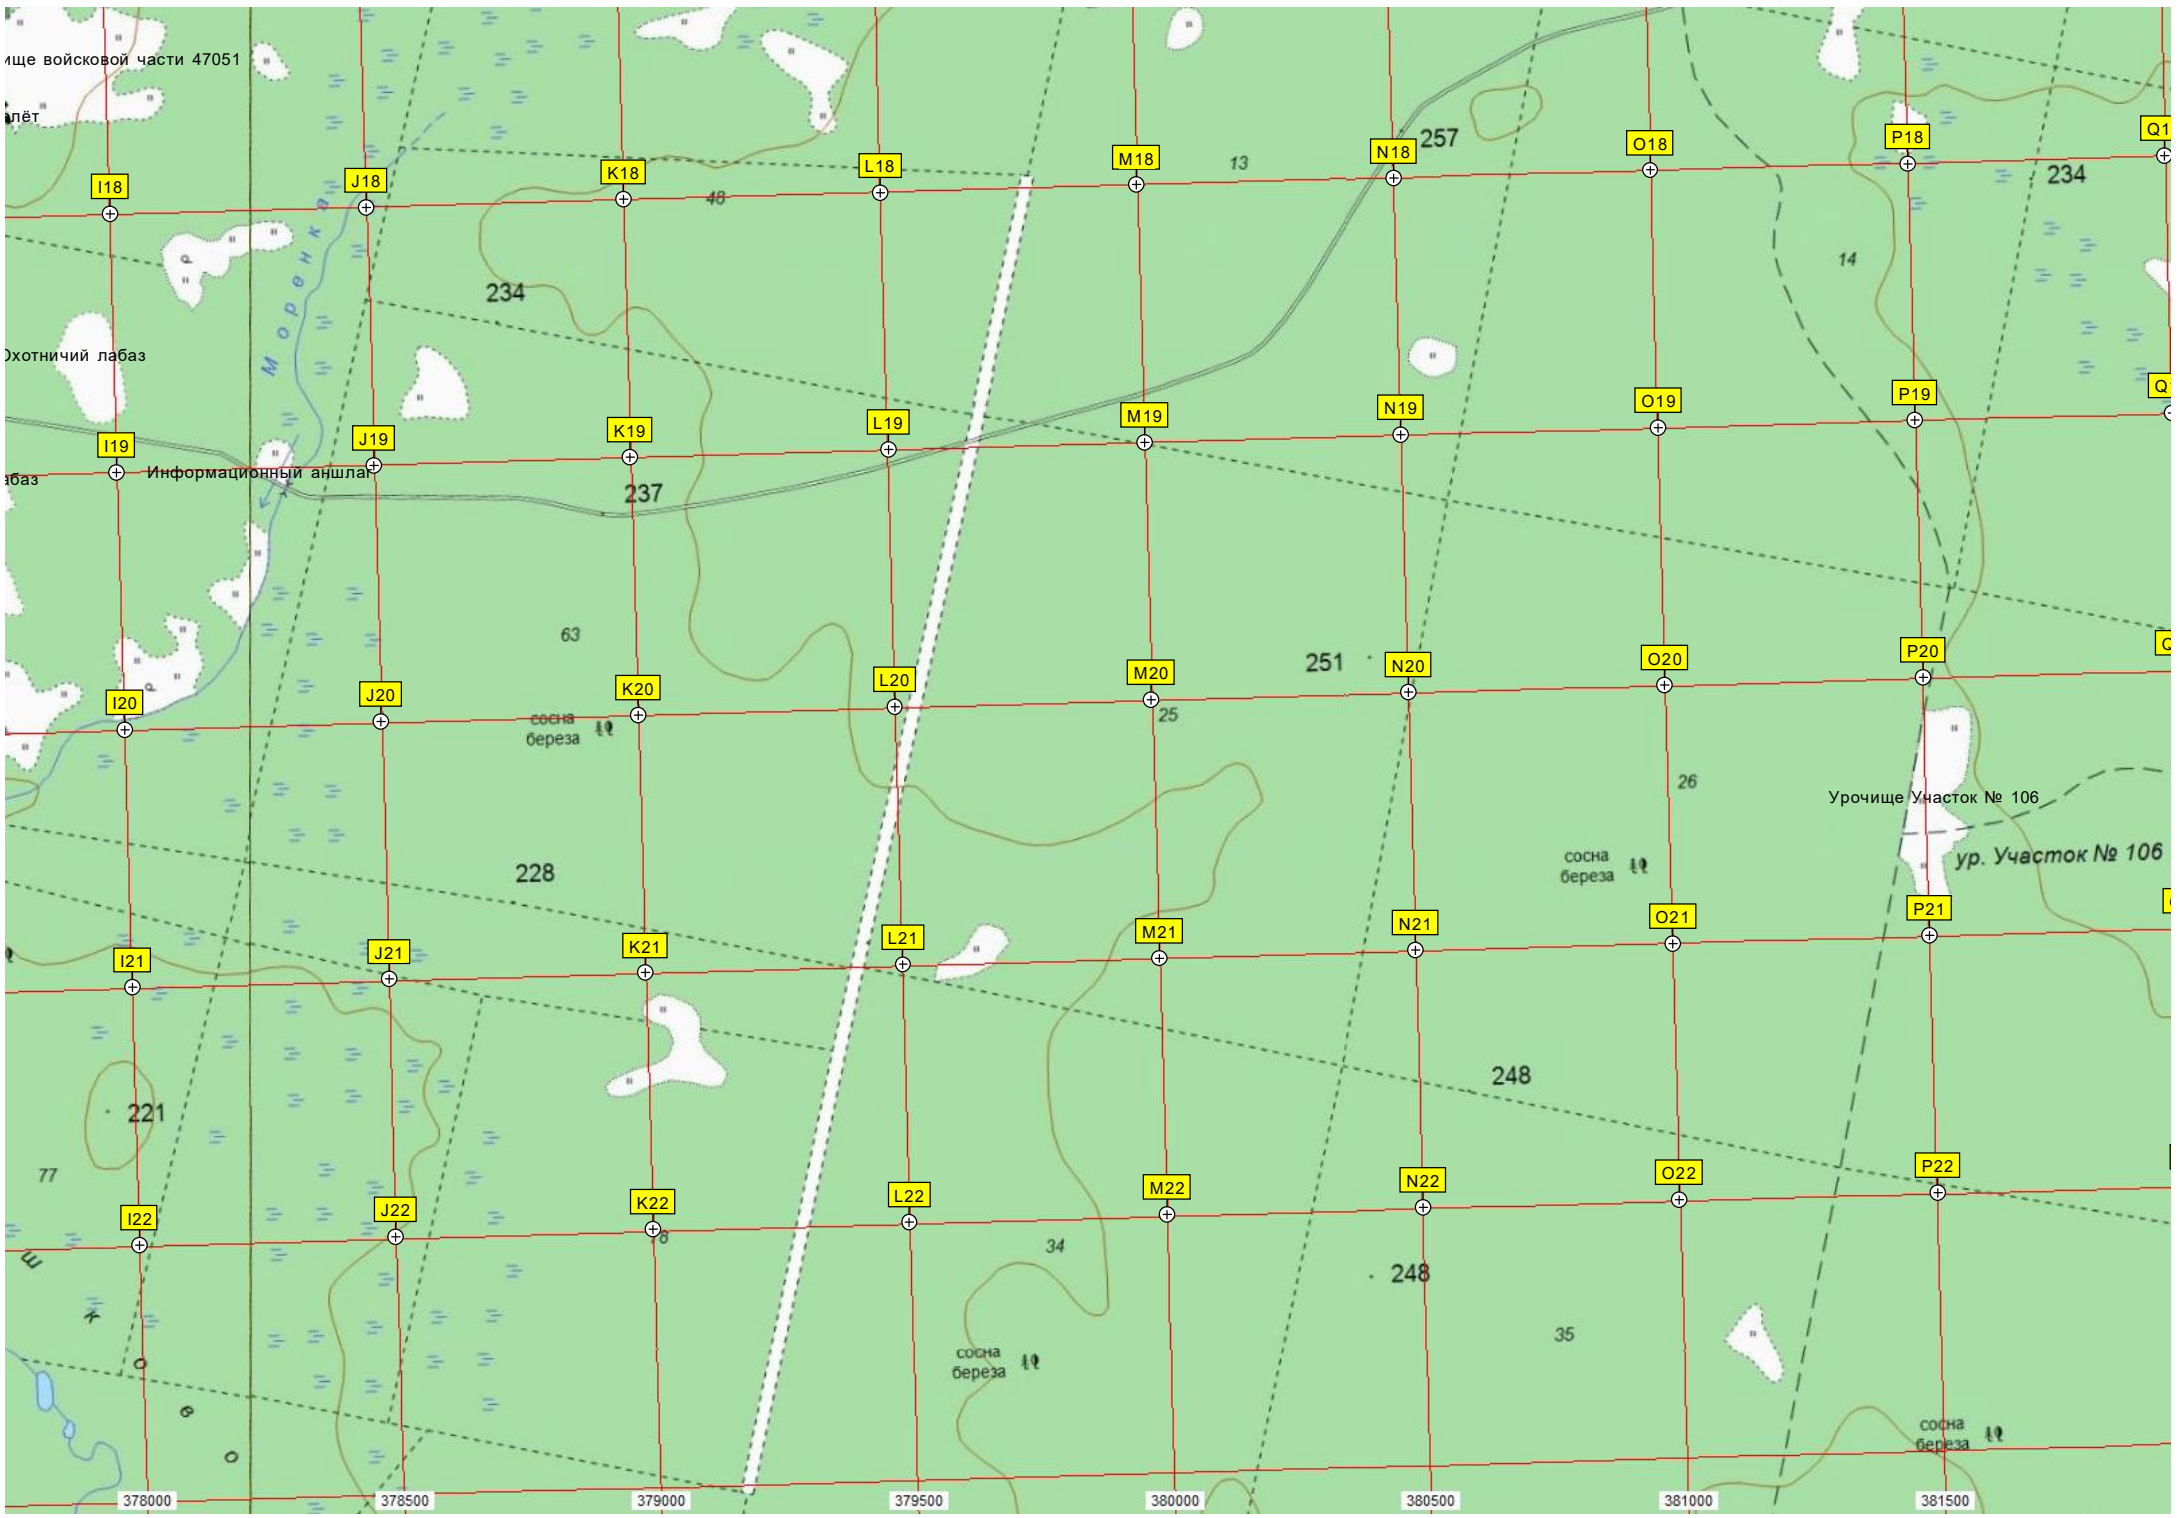 ище войсковой части 47051
лёт
257
N18
O18
P18
Q1
M18
13
L18
K18
J18
I18
48
234
Моренка
14
234
Охотничий лабаз
Q
P19
O19
N19
M19
L19
K19
J19
I19
Информационный аншлаг
абаз
237
63
251
Q
P20
O20
N20
M20
L20
K20
J20
I20
25
сосна
береза
26
Урочище Участок № 106
ур. Участок № 106
сосна
береза
228
P21
O21
N21
M21
L21
K21
J21
I21
248
221
77
P22
O22
N22
M22
L22
K22
J22
I22
78
34
248
ш
к
о
в
о
35
сосна
береза
сосна
береза
378000 378500 379000 379500 380000 380500 381000 381500